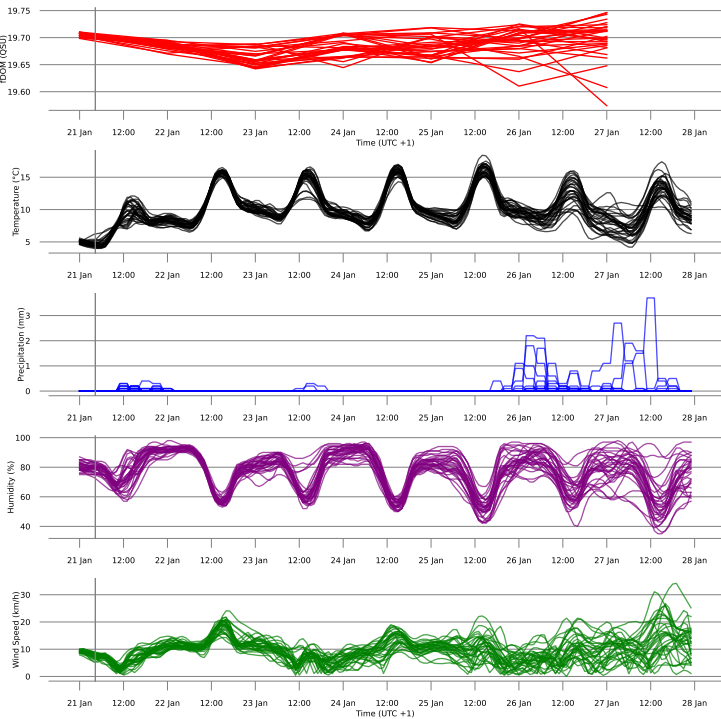 19.75
19.70
19.65
19.60
fDOM (QSU)
21 Jan 12:00 22 Jan 12:00 23 Jan 12:00 24 Jan 12:00 25 Jan 12:00 26 Jan 12:00 27 Jan 12:00 28 Jan
Time (UTC +1)
15
10
5
Temperature (°C)
21 Jan 12:00 22 Jan 12:00 23 Jan 12:00 24 Jan 12:00 25 Jan 12:00 26 Jan 12:00 27 Jan 12:00 28 Jan
3
2
1
0
Precipitation (mm)
21 Jan 12:00 22 Jan 12:00 23 Jan 12:00 24 Jan 12:00 25 Jan 12:00 26 Jan 12:00 27 Jan 12:00 28 Jan
100
80
60
40
Humidity (%)
21 Jan 12:00 22 Jan 12:00 23 Jan 12:00 24 Jan 12:00 25 Jan 12:00 26 Jan 12:00 27 Jan 12:00 28 Jan
30
20
10
0
Wind Speed (km/h)
21 Jan 12:00 22 Jan 12:00 23 Jan 12:00 24 Jan 12:00 25 Jan 12:00 26 Jan 12:00 27 Jan 12:00 28 Jan
Time (UTC +1)